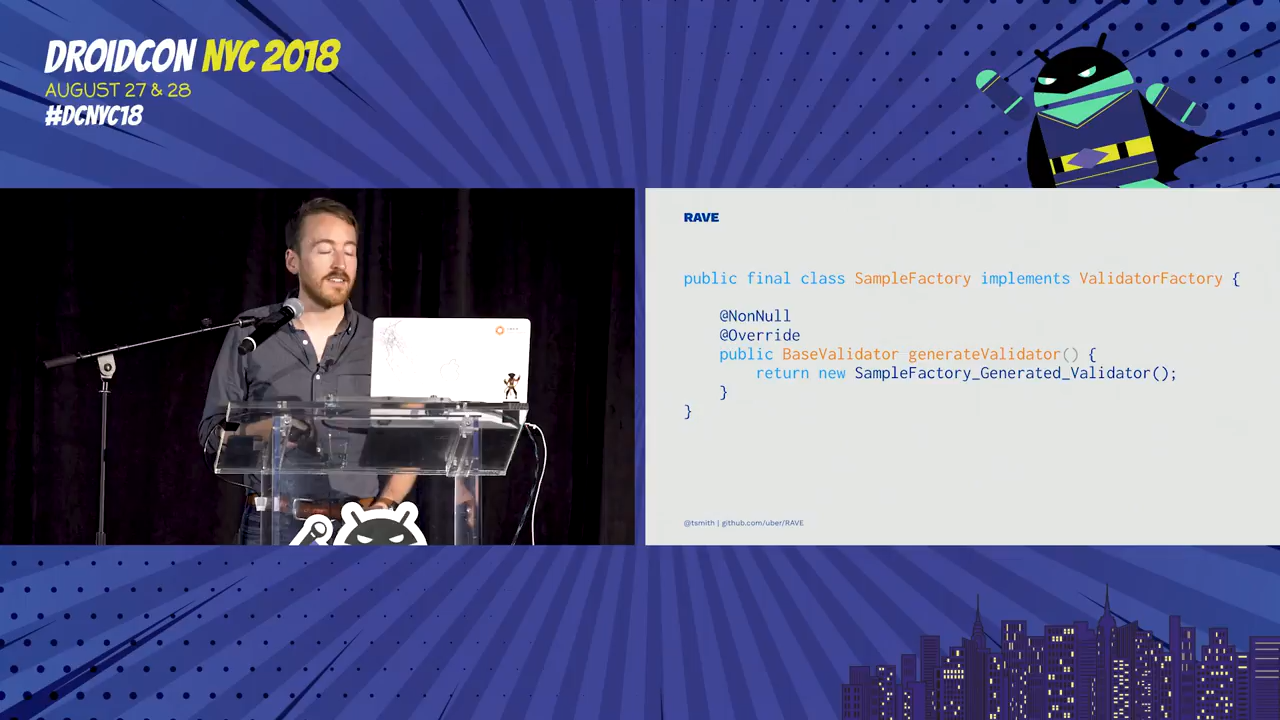 DROIDCON NYC 2018
AUGUST 27 & 28
#DCNYC18
RAVE
public final class SampleFactory implements ValidatorFactory {
@NonNull
@Override
public BaseValidator generateValidator() {
return new SampleFactory_Generated_Validator();
}
}
@tsmith | github.com/uber/RAVE